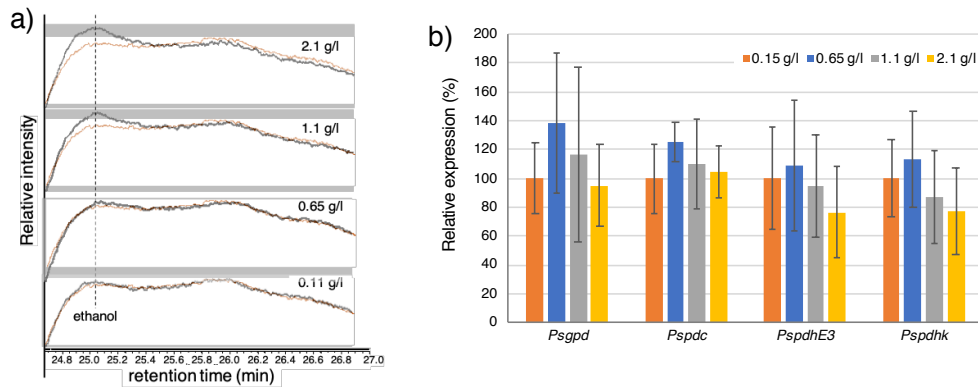 a)
Relative intensity
2.1 g/l
1.1 g/l
0.65 g/l
0.11 g/l
ethanol
24.8 25.0 25.2 25.4 25.6 25.8 26.0 26.2 26.4 26.6 26.8 27.0
retention time (min)
b)
Relative expression (%)
200
180
160
140
120
100
80
60
40
20
0
0.15 g/l 0.65 g/l 1.1 g/l 2.1 g/l
Psgpd Pspdc PspdhE3 Pspdhk